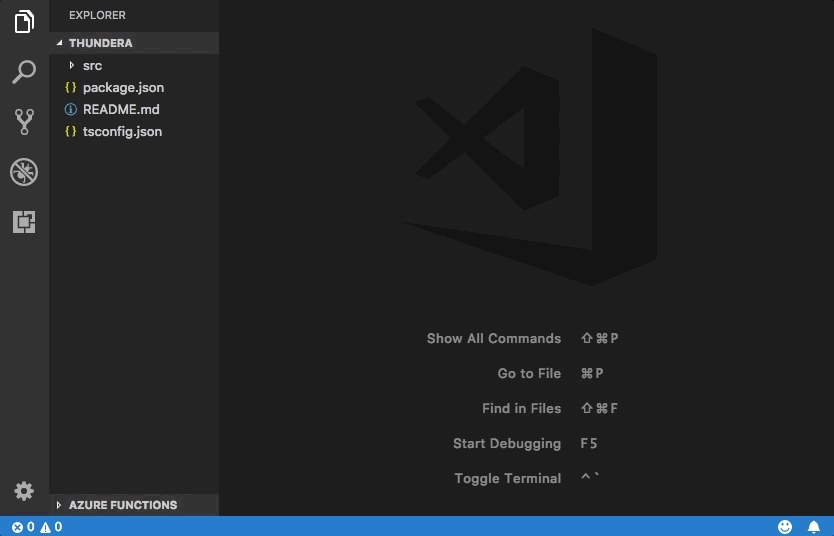 EXPLORER
THUNDERA
src
{} package.json
README.md
{} tsconfig.json
Show All Commands ⇧⌘P
Go to File ⌘P
Find in Files ⇧⌘F
Start Debugging F5
Toggle Terminal ^`
AZURE FUNCTIONS
0 0